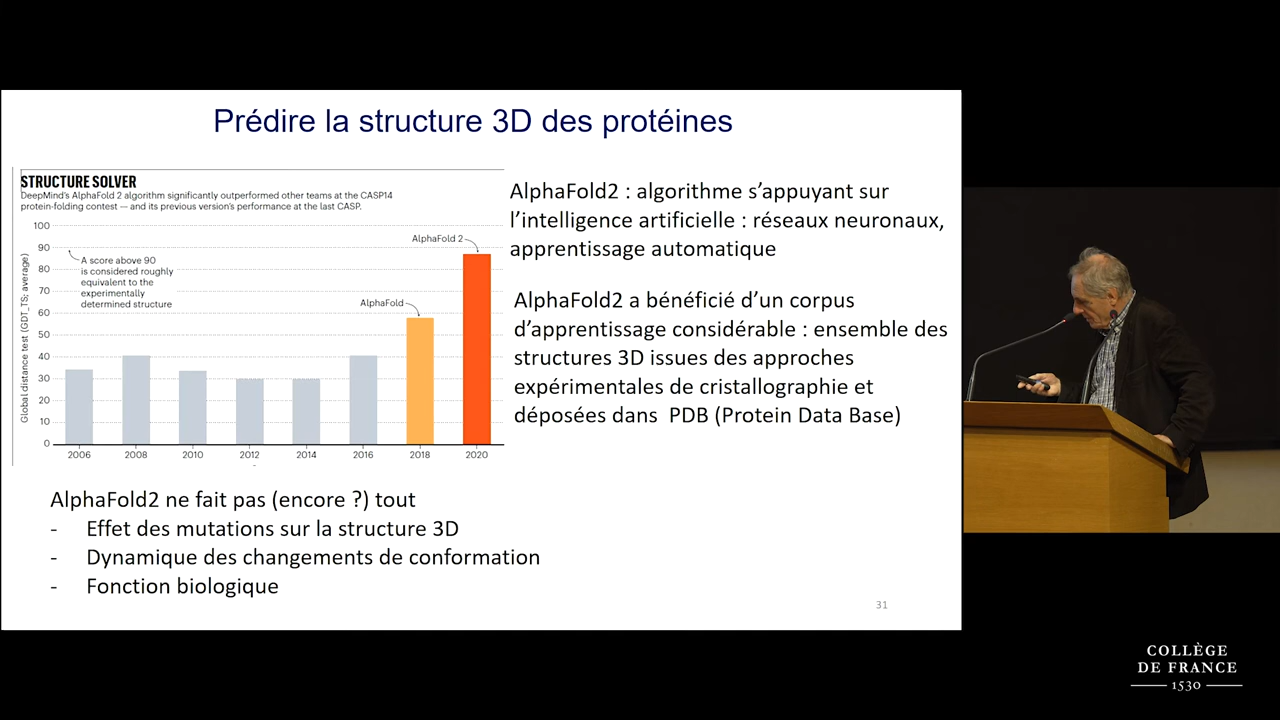 Prédire la structure 3D des protéines
STRUCTURE SOLVER
DeepMind's AlphaFold 2 algorithm significantly outperformed other teams at the CASP14
protein-folding contest — and its previous version's performance at the last CASP.
Global distance test (GDT_TS; average)
100
90
80
70
60
50
40
30
20
10
0
A score above 90
is considered roughly
equivalent to the
experimentally
determined structure
AlphaFold
AlphaFold 2
2006
2008
2010
2012
2014
2016
2018
2020
AlphaFold2 : algorithme s’appuyant sur
l’intelligence artificielle : réseaux neuronaux,
apprentissage automatique
AlphaFold2 a bénéficié d’un corpus
d’apprentissage considérable : ensemble des
structures 3D issues des approches
expérimentales de cristallographie et
déposées dans PDB (Protein Data Base)
AlphaFold2 ne fait pas (encore ?) tout
- Effet des mutations sur la structure 3D
- Dynamique des changements de conformation
- Fonction biologique
31
COLLÈGE
DE FRANCE
1530